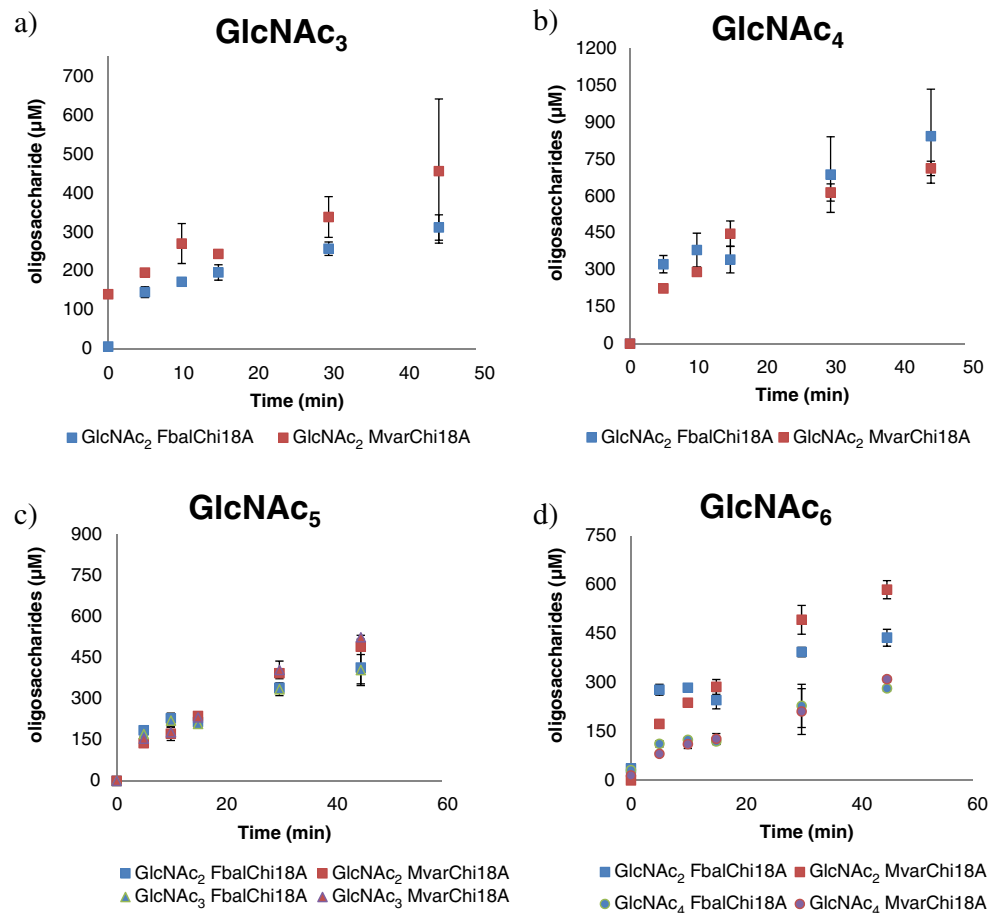 a)
GlcNAc₃
oligosaccharide (µM)
700
600
500
400
300
200
100
0
0 10 20 30 40 50
Time (min)
GlcNAc₂ FbalChi18A GlcNAc₂ MvarChi18A
b)
GlcNAc₄
oligosaccharides (µM)
1200
1050
900
750
600
450
300
150
0
0 10 20 30 40 50
Time (min)
GlcNAc₂ FbalChi18A GlcNAc₂ MvarChi18A
c)
GlcNAc₅
oligosaccharides (µM)
900
750
600
450
300
150
0
0 20 40 60
Time (min)
GlcNAc₂ FbalChi18A GlcNAc₂ MvarChi18A
GlcNAc₃ FbalChi18A GlcNAc₃ MvarChi18A
d)
GlcNAc₆
oligosaccharides (µM)
750
600
450
300
150
0
0 20 40 60
Time (min)
GlcNAc₂ FbalChi18A GlcNAc₂ MvarChi18A
GlcNAc₄ FbalChi18A GlcNAc₄ MvarChi18A